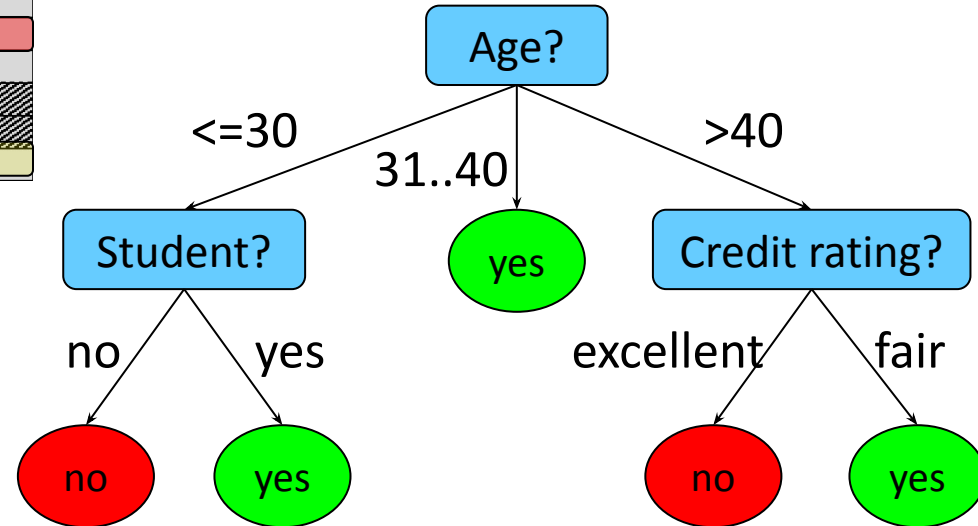 Age?
<=30
31..40
>40
Student?
yes
Credit rating?
no
yes
excellent
fair
no
yes
no
yes